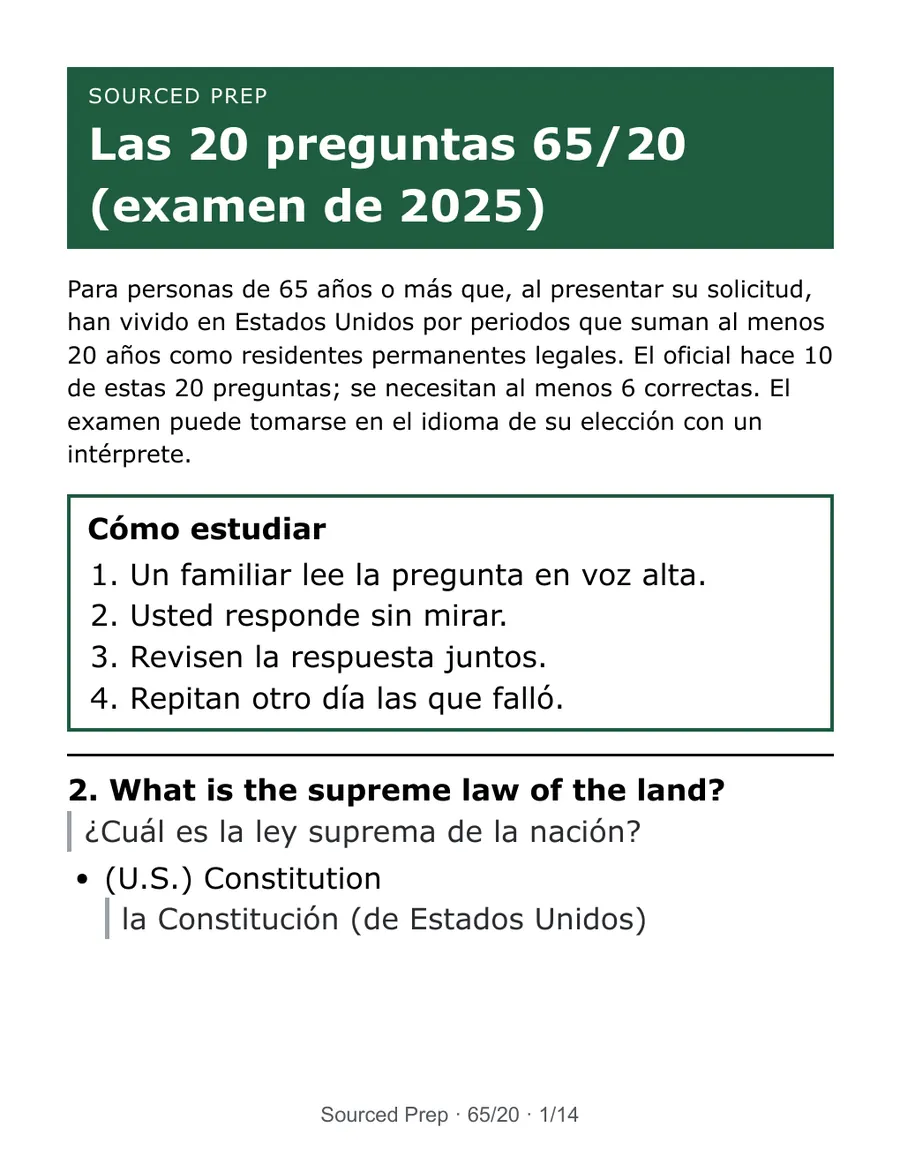 SOURCED PREP
Las 20 preguntas 65/20
(examen de 2025)
Para personas de 65 años o más que, al presentar su solicitud,
han vivido en Estados Unidos por periodos que suman al menos
20 años como residentes permanentes legales. El oficial hace 10
de estas 20 preguntas; se necesitan al menos 6 correctas. El
examen puede tomarse en el idioma de su elección con un
intérprete.
Cómo estudiar
1. Un familiar lee la pregunta en voz alta.
2. Usted responde sin mirar.
3. Revisen la respuesta juntos.
4. Repitan otro día las que falló.
2. What is the supreme law of the land?
¿Cuál es la ley suprema de la nación?
• (U.S.) Constitution
la Constitución (de Estados Unidos)
Sourced Prep · 65/20 · 1/14